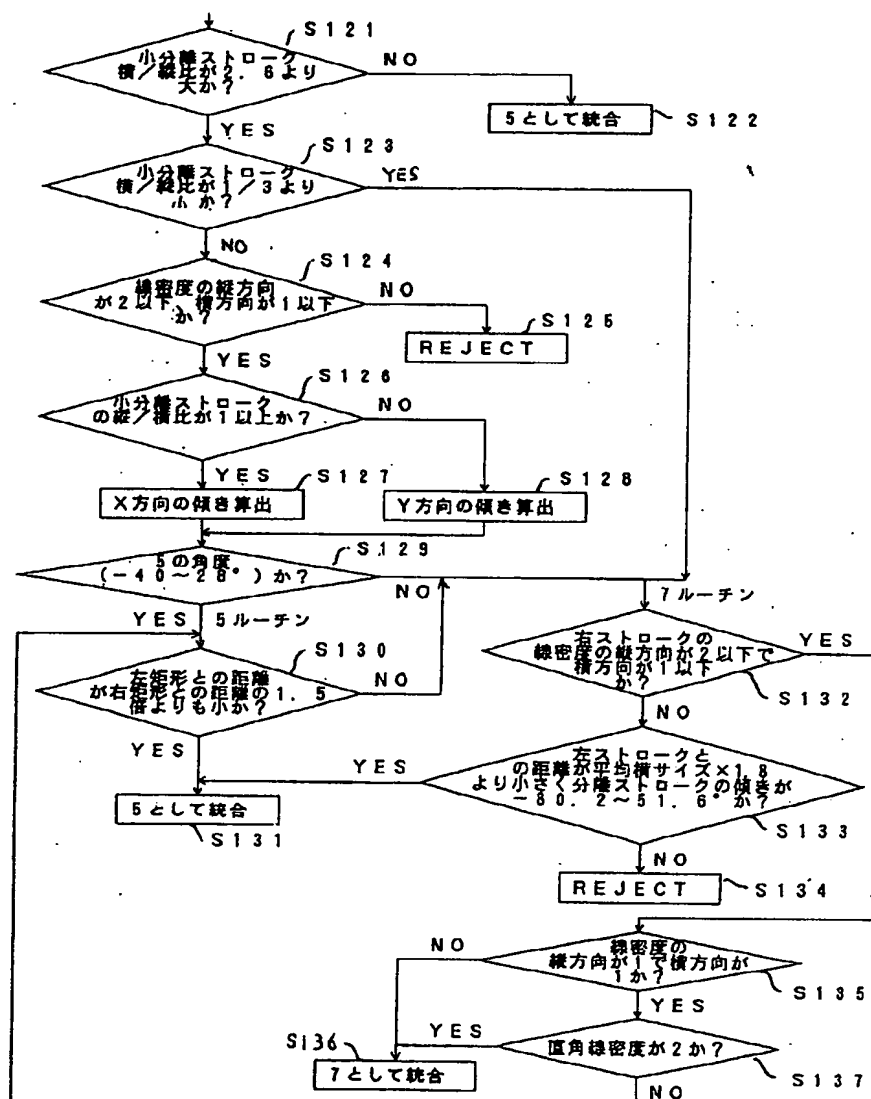 S121
小分離ストローク
横／縦比が2.6より
大か？
NO
5として統合
S122
YES
S123
小分離ストローク
横／縦比が1／3より
小か？
YES
NO
S124
線密度の縦方向
が2以下、横方向が1以下
か？
NO
S125
REJECT
YES
S126
小分離ストローク
の縦／横比が1以上か？
NO
YES
S127
X方向の傾き算出
S128
Y方向の傾き算出
S129
5の角度
(－40～28°)か？
NO
7ルーチン
YES
5ルーチン
S130
左矩形との距離
が右矩形との距離の1.5
倍よりも小か？
NO
右ストロークの
線密度の縦方向が2以下で
横方向が1以下
か？
YES
S132
NO
YES
YES
左ストロークと
の距離が平均横サイズ×1.8
より小さく分離ストロークの傾きが
－80.2～51.6°か？
S133
5として統合
S131
NO
REJECT
S134
線密度の
縦方向が1で横方向が
1か？
NO
S135
YES
YES
直角線密度が2か？
S137
S136
7として統合
NO